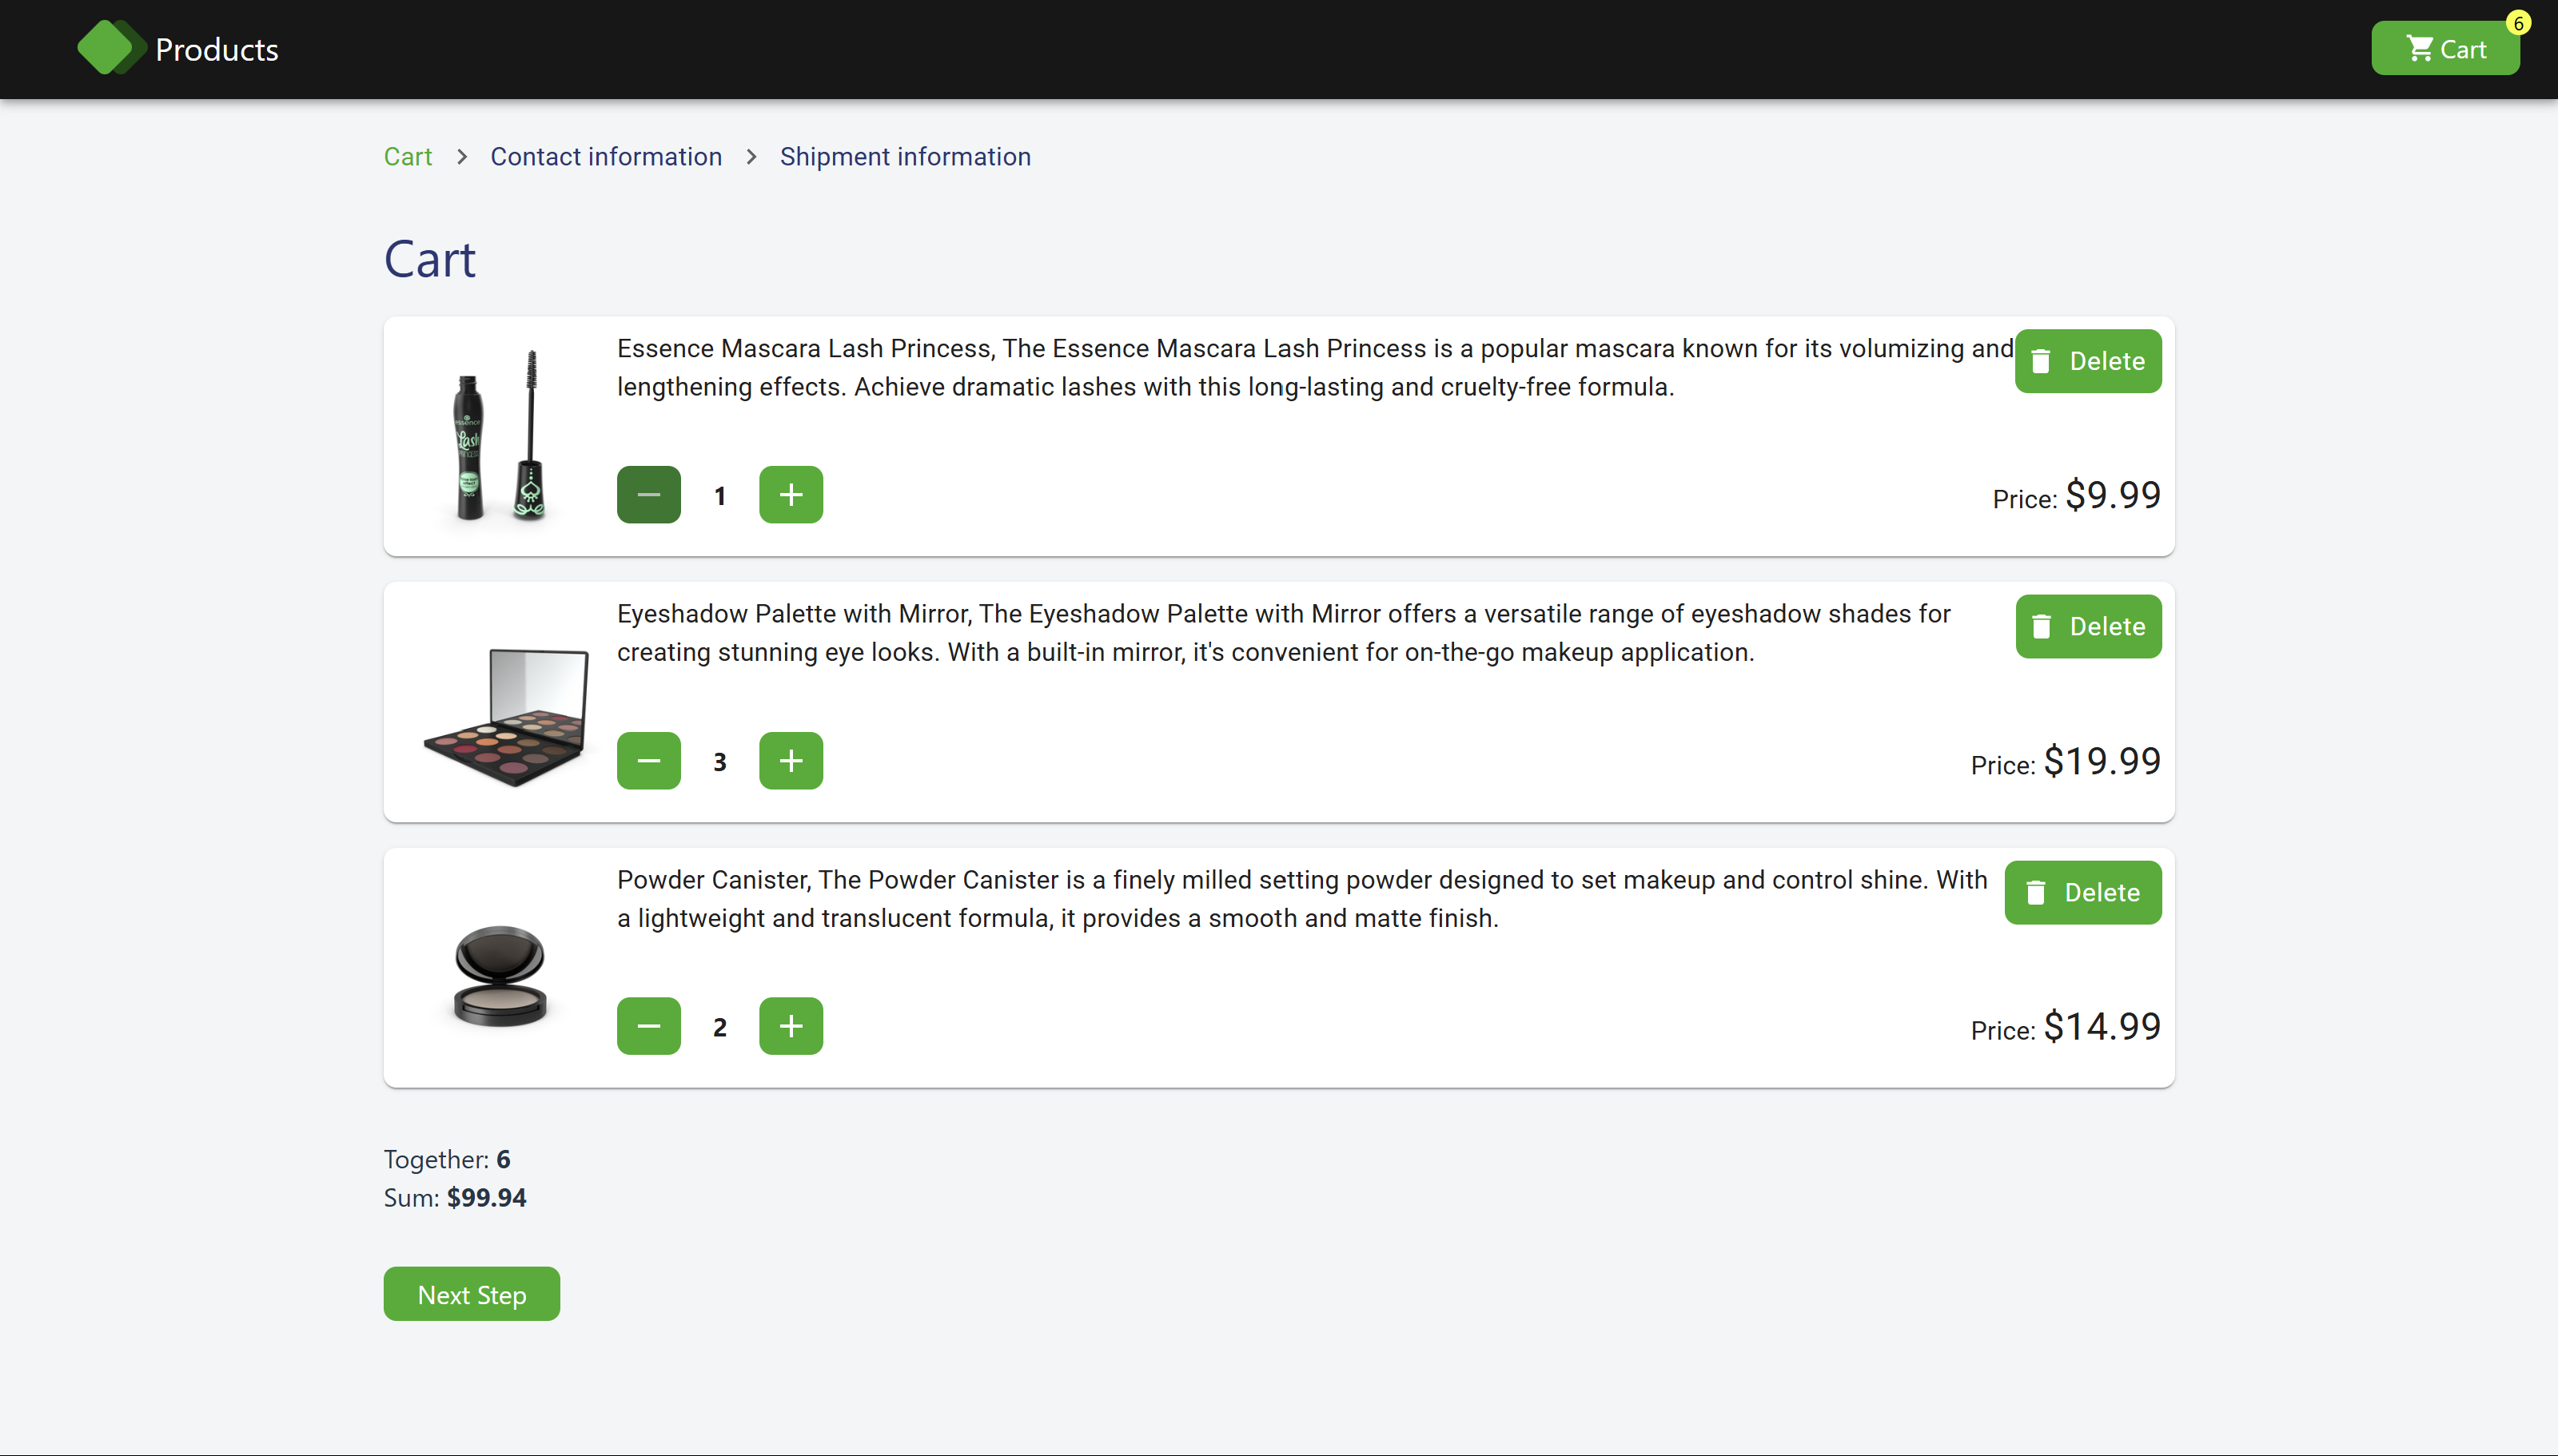 Products
Cart
6
Cart > Contact information > Shipment information
Cart
Essence Mascara Lash Princess, The Essence Mascara Lash Princess is a popular mascara known for its volumizing and
lengthening effects. Achieve dramatic lashes with this long-lasting and cruelty-free formula.
Delete
essence
Lash
PRINCESS
1
Price: $9.99
Eyeshadow Palette with Mirror, The Eyeshadow Palette with Mirror offers a versatile range of eyeshadow shades for
creating stunning eye looks. With a built-in mirror, it's convenient for on-the-go makeup application.
Delete
3
Price: $19.99
Powder Canister, The Powder Canister is a finely milled setting powder designed to set makeup and control shine. With
a lightweight and translucent formula, it provides a smooth and matte finish.
Delete
2
Price: $14.99
Together: 6
Sum: $99.94
Next Step